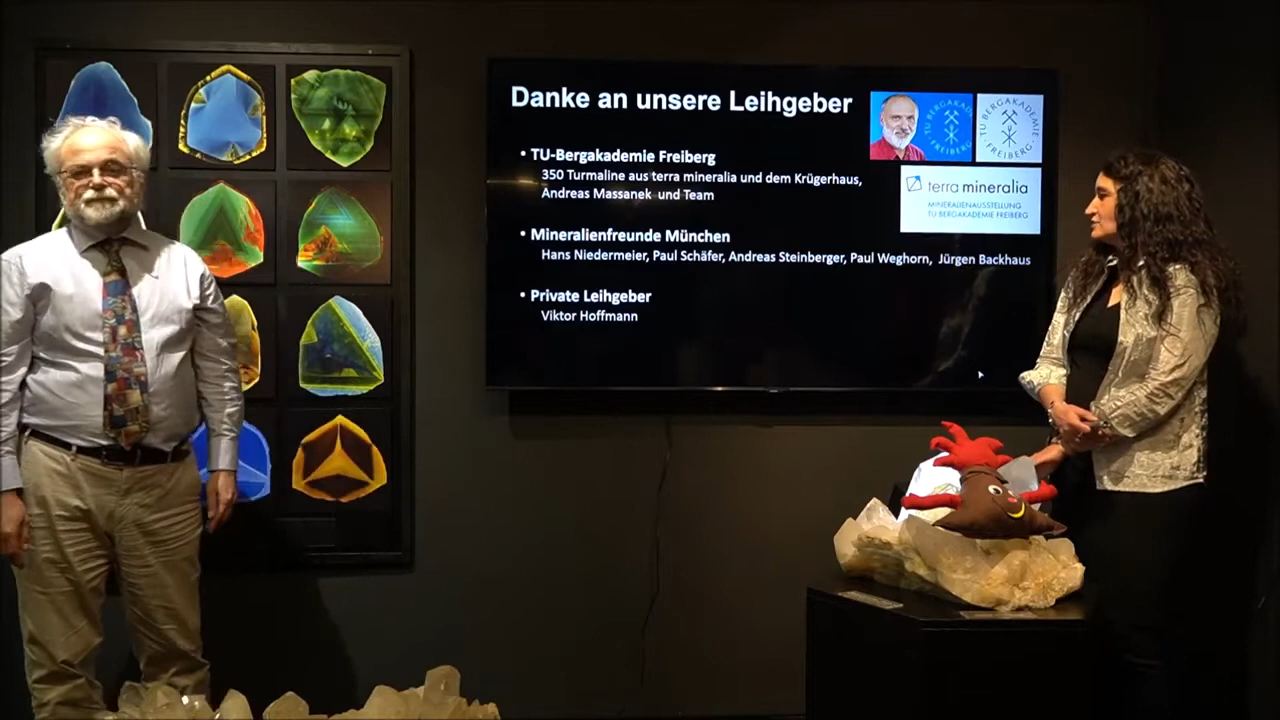 Danke an unsere Leihgeber
• TU-Bergakademie Freiberg
350 Turmaline aus terra mineralia und dem Krügerhaus,
Andreas Massanek und Team
• Mineralienfreunde München
Hans Niedermeier, Paul Schäfer, Andreas Steinberger, Paul Weghorn, Jürgen Backhaus
• Private Leihgeber
Viktor Hoffmann
TU BERGAKADEMIE FREIBERG
TU BERGAKADEMIE FREIBERG
terra mineralia
MINERALIENAUSSTELLUNG
TU BERGAKADEMIE FREIBERG